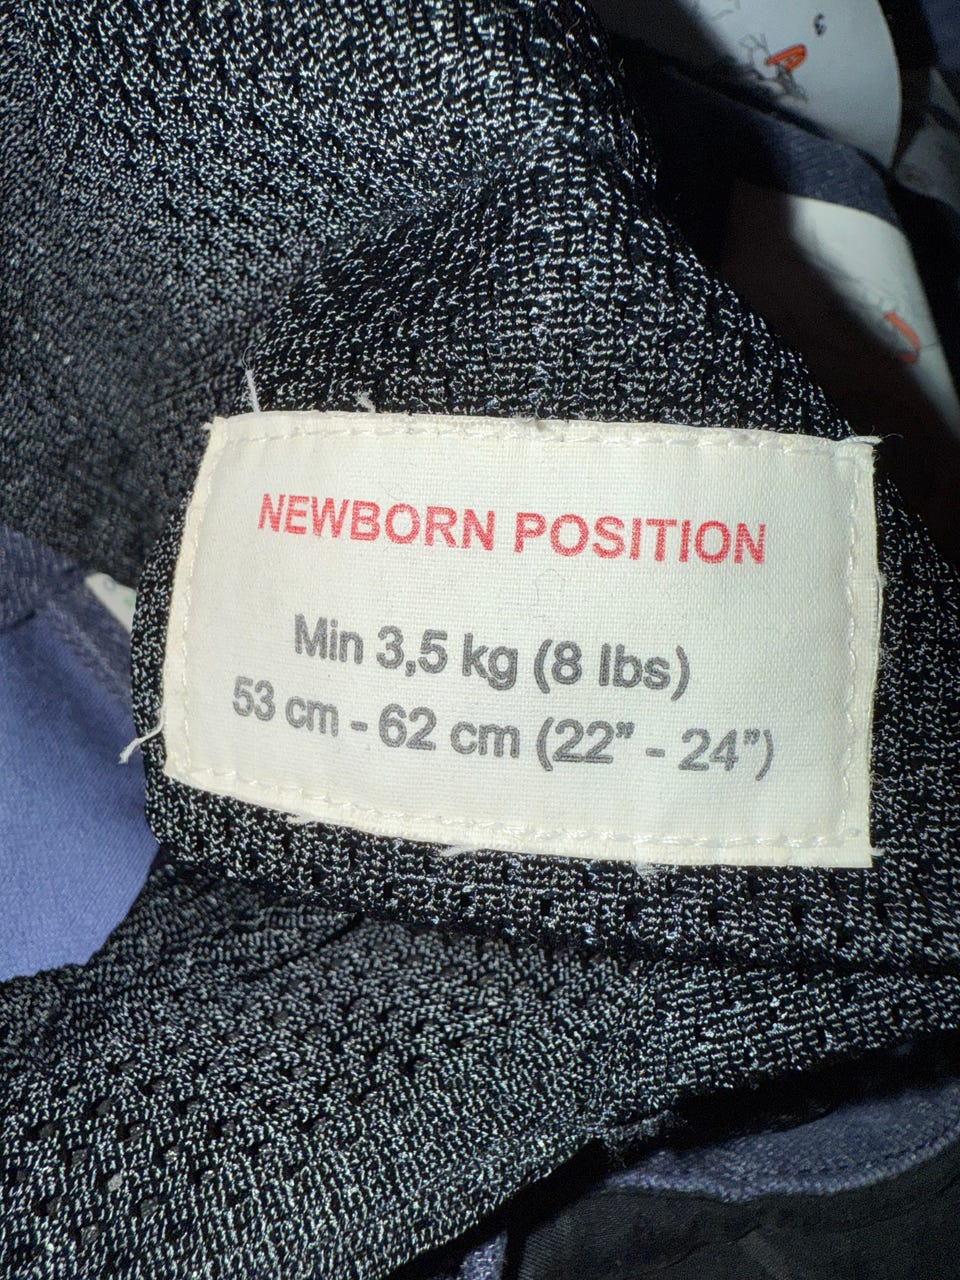 NEWBORN POSITION
Min 3,5 kg (8 lbs)
53 cm - 62 cm (22” - 24”)